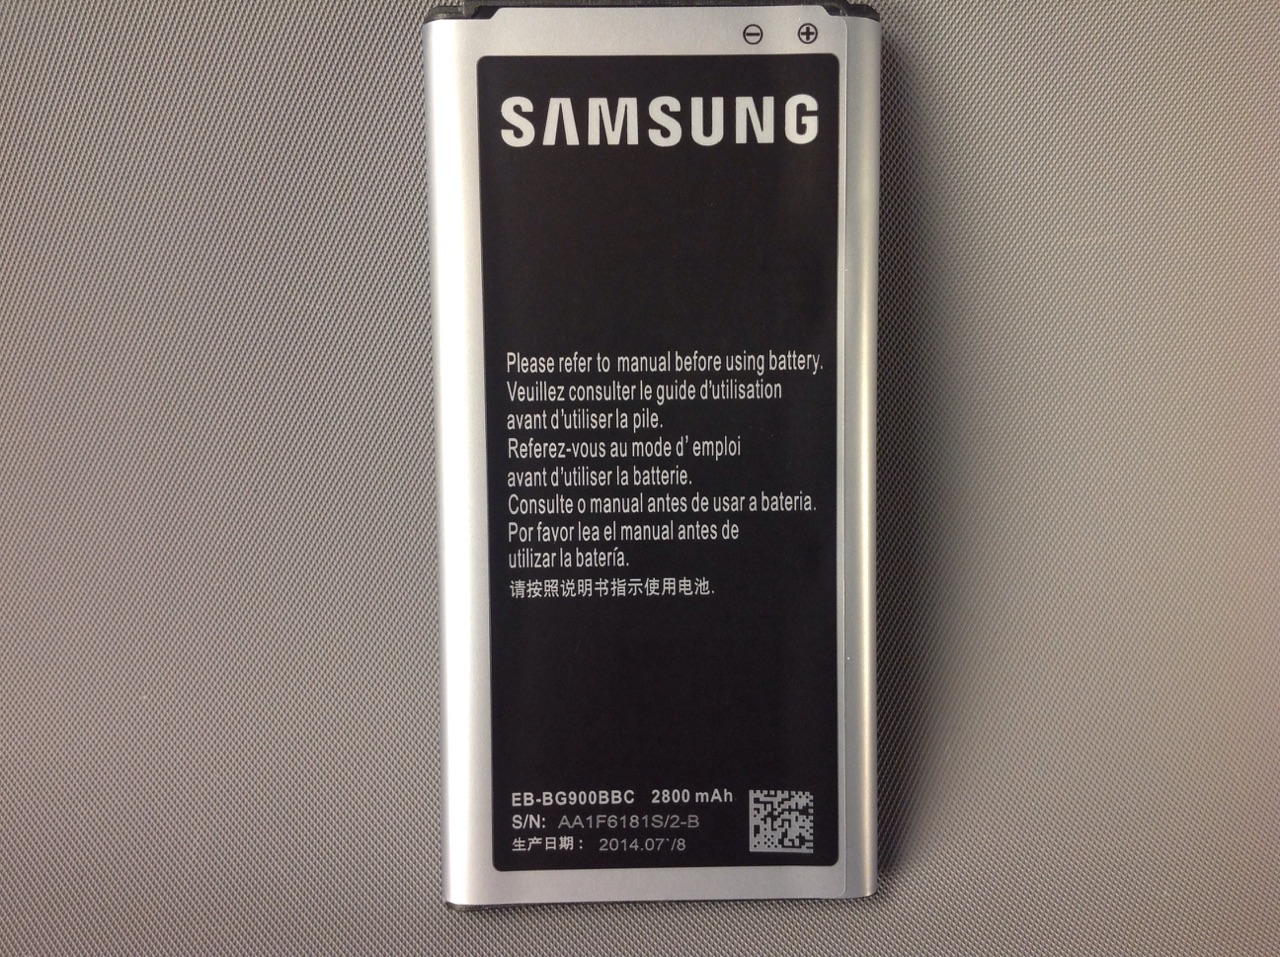 SAMSUNG
Please refer to manual before using battery.
Veuillez consulter le guide d'utilisation
avant d'utiliser la pile.
Referez-vous au mode d' emploi
avant d'utiliser la batterie.
Consulte o manual antes de usar a bateria.
Por favor lea el manual antes de
utilizar la batería.
请按照说明书指示使用电池.
EB-BG900BBC 2800 mAh
S/N: AA1F6181S/2-B
生产日期： 2014.07`/8